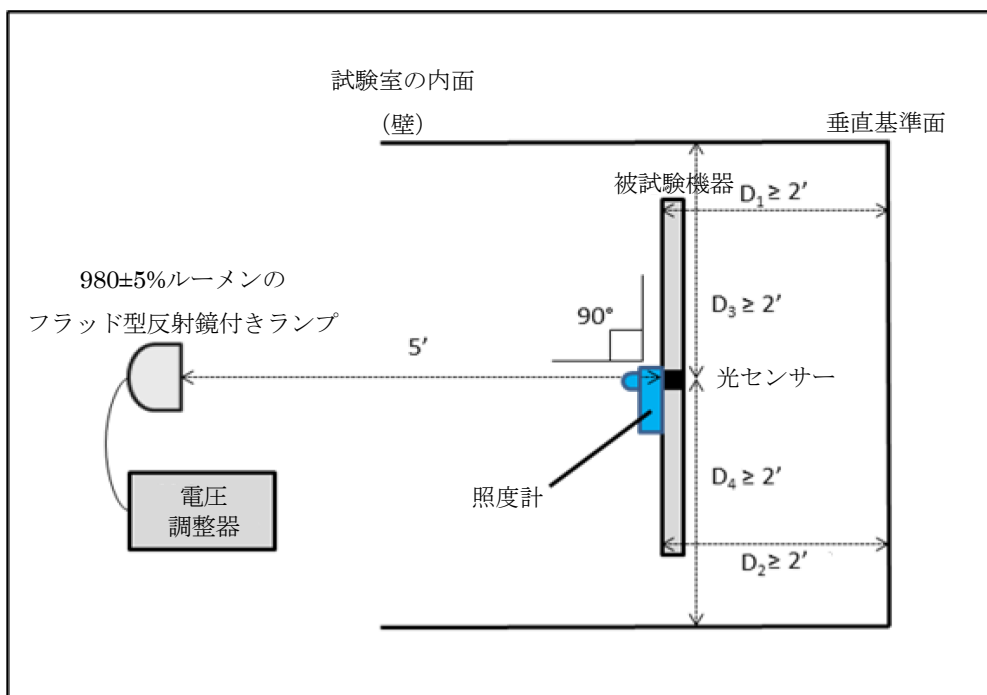 試験室の内面
(壁)
垂直基準面
被試験機器
D₁ ≥ 2′
980±5%ルーメンの
フラッド型反射鏡付きランプ
90°
D₃ ≥ 2′
5′
光センサー
D₄ ≥ 2′
照度計
電圧
調整器
D₂ ≥ 2′